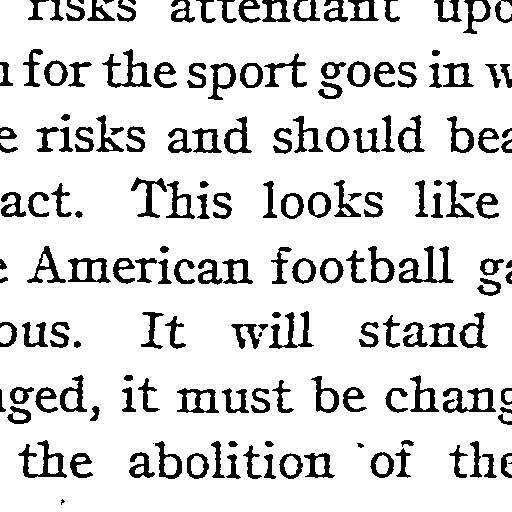 risks attendant upo
for the sport goes in w
e risks and should bea
act. This looks like
e American football ga
ous. It will stand
ged, it must be chang
the abolition of the